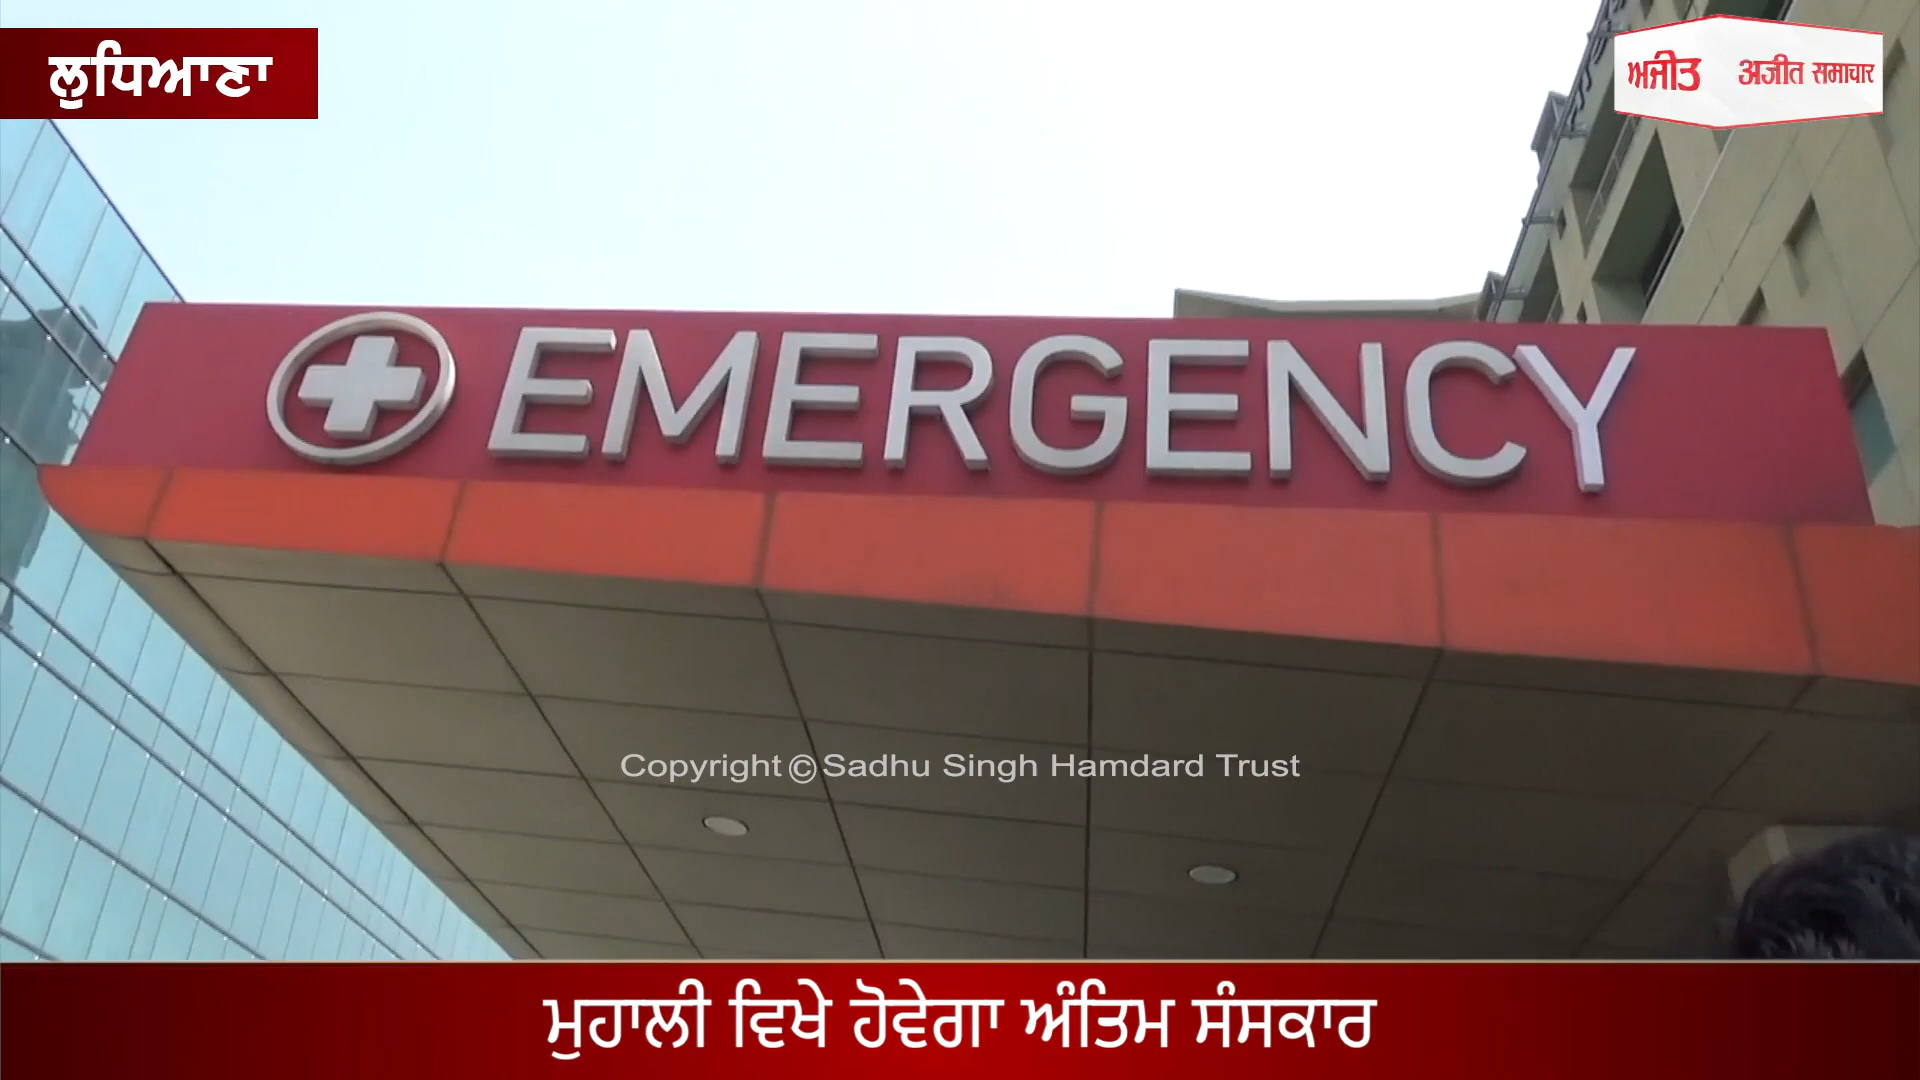 ਲੁਧਿਆਣਾ
ਅਜੀਤ अजीत समाचार
EMERGENCY
Copyright © Sadhu Singh Hamdard Trust
ਮੁਹਾਲੀ ਵਿਖੇ ਹੋਵੇਗਾ ਅੰਤਿਮ ਸੰਸਕਾਰ